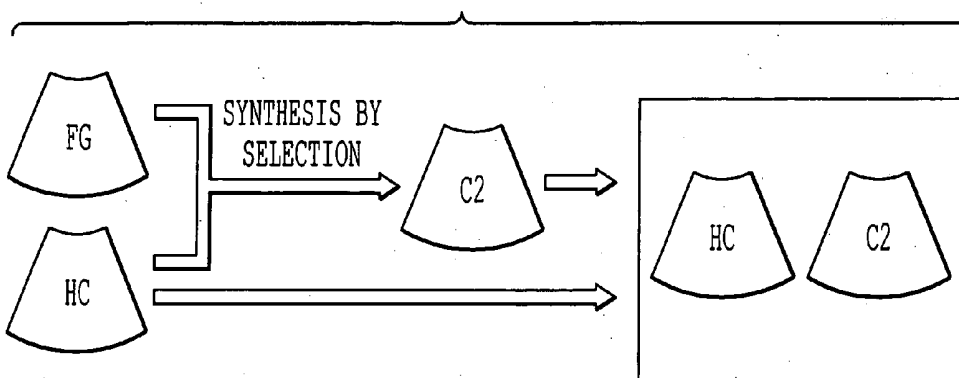 FG
SYNTHESIS BY
SELECTION
C2
HC
HC
C2